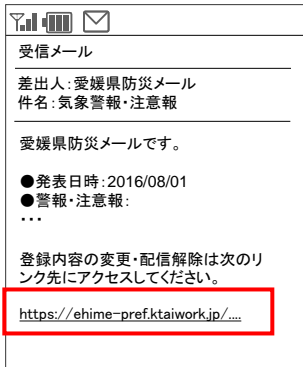 受信メール
差出人：愛媛県防災メール
件名：気象警報・注意報
愛媛県防災メールです。
●発表日時：2016/08/01
●警報・注意報：
・・・
登録内容の変更・配信解除は次のリ
ンク先にアクセスしてください。
https://ehime-pref.ktaiwork.jp/....